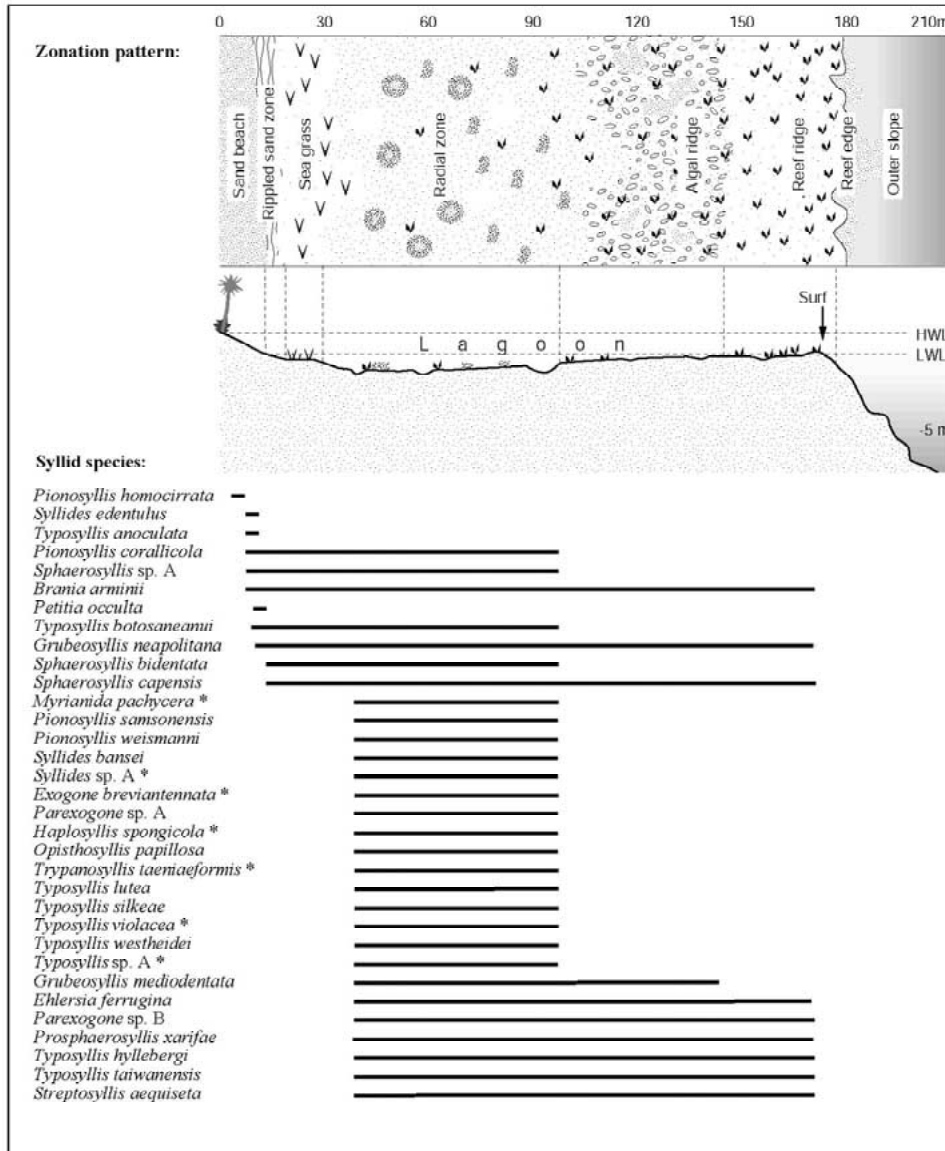 0 30 60 90 120 150 180 210m
Zonation pattern:
Sand beach
Rippled sand zone
Sea grass
Racial zone
Algal ridge
Reef ridge
Reef edge
Outer slope
Surf
HWL
Lagoon
LWL
-5 m
Syllid species:
Pionosyllis homocirrata
Syllides edentulus
Typosyllis anoculata
Pionosyllis corallicola
Sphaerosyllis sp. A
Brania arminii
Petitia occulta
Typosyllis botosaneanui
Grubeosyllis neapolitana
Sphaerosyllis bidentata
Sphaerosyllis capensis
Myrianida pachycera *
Pionosyllis samsonensis
Pionosyllis weismanni
Syllides bansei
Syllides sp. A *
Exogone breviantennata *
Parexogone sp. A
Haplosyllis spongicola *
Opisthosyllis papillosa
Trypanosyllis taeniaeformis *
Typosyllis lutea
Typosyllis silkeae
Typosyllis violacea *
Typosyllis westheidei
Typosyllis sp. A *
Grubeosyllis mediodentata
Ehlersia ferrugina
Parexogone sp. B
Prosphaerosyllis xarifae
Typosyllis hyllebergi
Typosyllis taiwanensis
Streptosyllis aequiseta